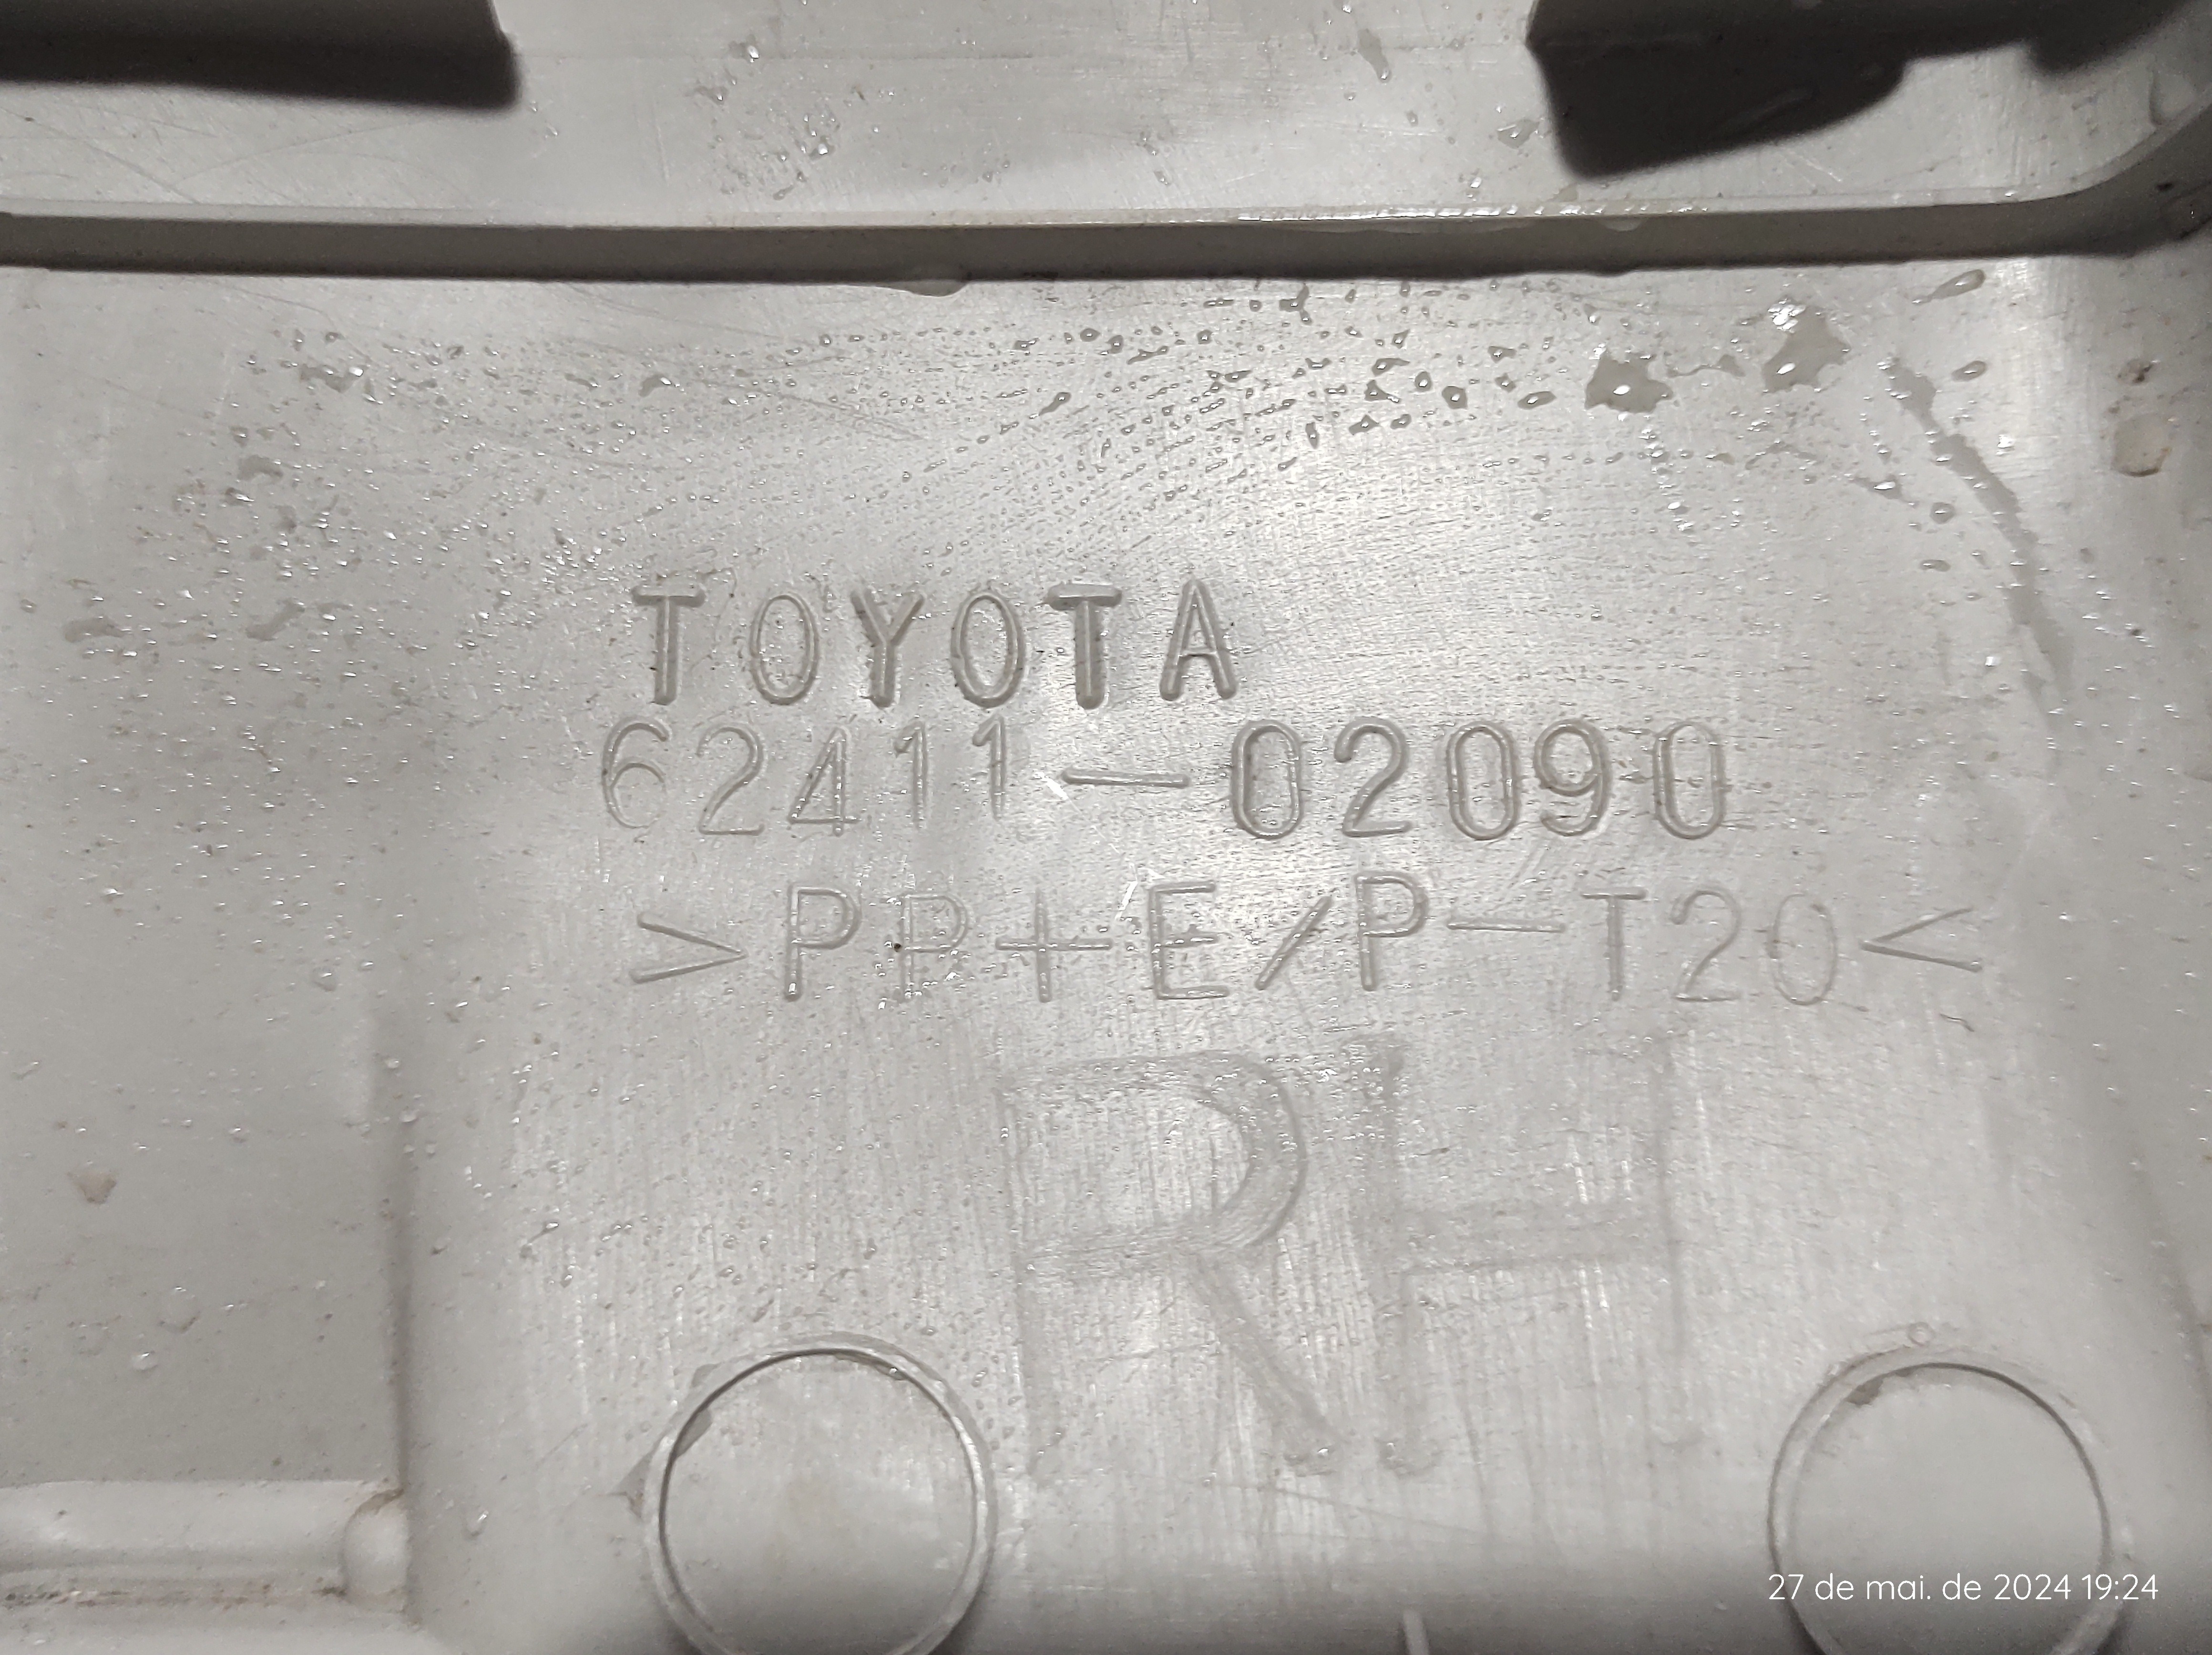 TOYOTA
62411-02090
>PP+E/P-T20<
RH
27 de mai. de 2024 19:24